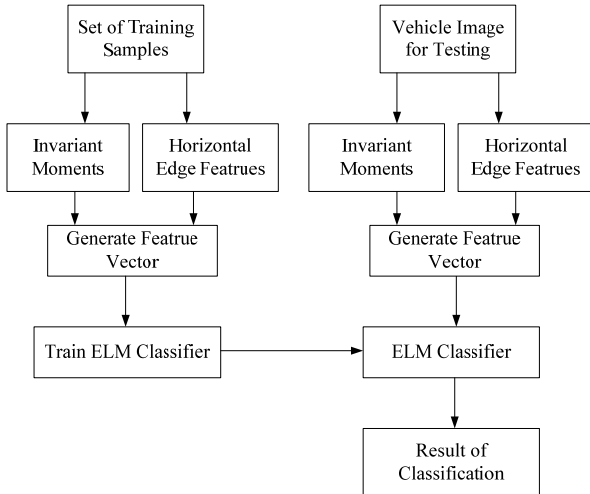 Set of Training
Samples
Vehicle Image
for Testing
Invariant
Moments
Horizontal
Edge Featrues
Invariant
Moments
Horizontal
Edge Featrues
Generate Featrue
Vector
Generate Featrue
Vector
Train ELM Classifier
ELM Classifier
Result of
Classification